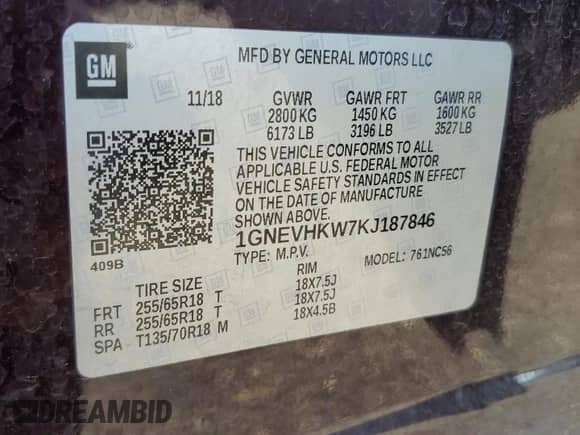 GM
MFD BY GENERAL MOTORS LLC
11/18 GVWR GAWR FRT GAWR RR
2800 KG 1450 KG 1600 KG
6173 LB 3196 LB 3527 LB
THIS VEHICLE CONFORMS TO ALL
APPLICABLE U.S. FEDERAL MOTOR
VEHICLE SAFETY STANDARDS IN EFFECT
ON THE DATE OF MANUFACTURE
SHOWN ABOVE.
1GNEVHKW7KJ187846
TYPE: M.P.V. MODEL: 761NC56
409B
TIRE SIZE RIM
FRT 255/65R18 T 18X7.5J
RR 255/65R18 T 18X7.5J
SPA T135/70R18 M 18X4.5B
DREAMBID